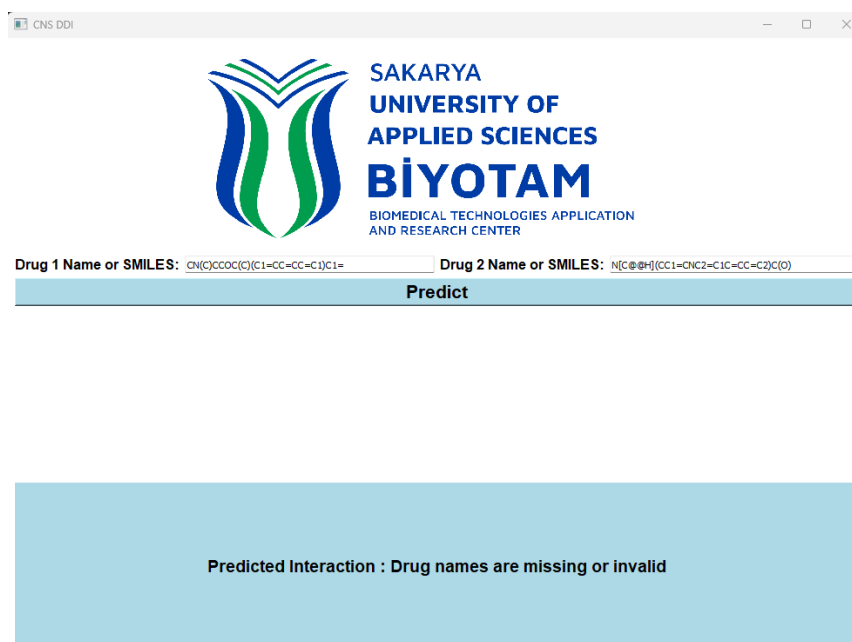 CNS DDI
SAKARYA
UNIVERSITY OF
APPLIED SCIENCES
BİYOTAM
BIOMEDICAL TECHNOLOGIES APPLICATION
AND RESEARCH CENTER
Drug 1 Name or SMILES: CN(C)CCOC(C)(C1=CC=CC=C1)C1= Drug 2 Name or SMILES: N[C@@H](CC1=CNC2=C1C=CC=C2)C(O)
Predict
Predicted Interaction : Drug names are missing or invalid